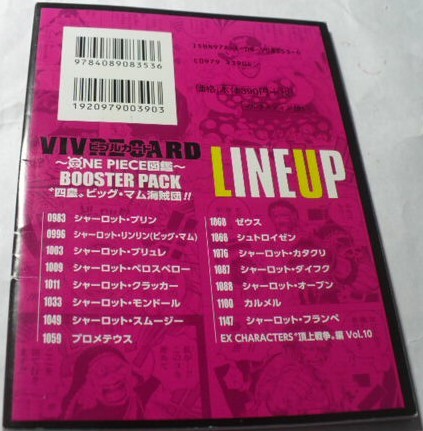 9784089083536
1920979003903
VIVRE CARD
ビブルカード
～ONE PIECE図鑑～
BOOSTER PACK
“四皇„ビッグ・マム海賊団!!
LINEUP
0983 シャーロット・プリン
0996 シャーロット・リンリン(ビッグ・マム)
1003 シャーロット・ブリュレ
1009 シャーロット・ペロスペロー
1011 シャーロット・クラッカー
1033 シャーロット・モンドール
1049 シャーロット・スムージー
1059 プロメテウス
1060 ゼウス
1066 シュトロイゼン
1076 シャーロット・カタクリ
1087 シャーロット・ダイフク
1088 シャーロット・オーブン
1100 カルメル
1147 シャーロット・フランペ
EX CHARACTERS“頂上戦争„編 Vol.10